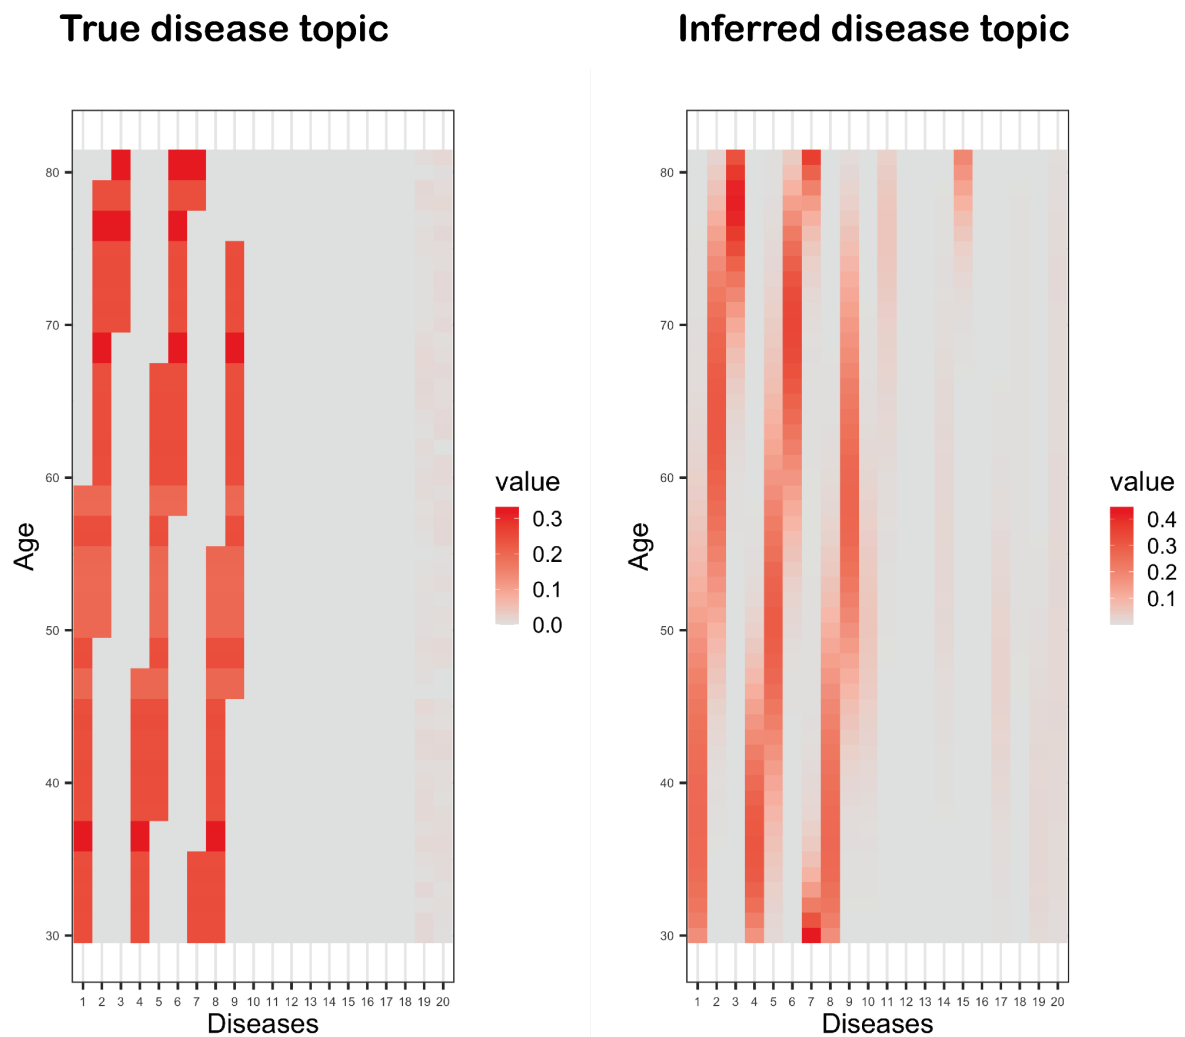 True disease topic
Inferred disease topic
80
70
60
50
40
30
Age
1 2 3 4 5 6 7 8 9 10 11 12 13 14 15 16 17 18 19 20
Diseases
value
0.3
0.2
0.1
0.0
80
70
60
50
40
30
Age
1 2 3 4 5 6 7 8 9 10 11 12 13 14 15 16 17 18 19 20
Diseases
value
0.4
0.3
0.2
0.1